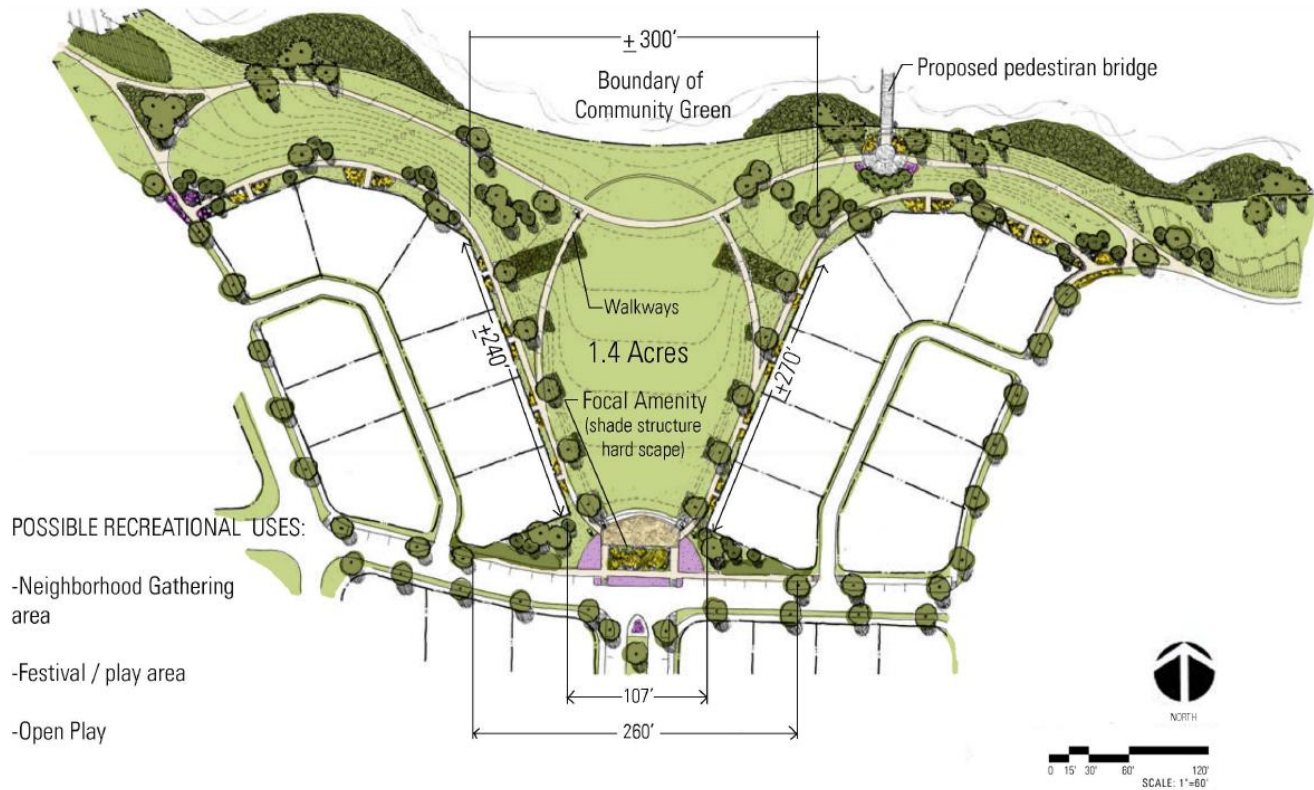 ± 300'
Boundary of
Community Green
Proposed pedestiran bridge
Walkways
±240'
1.4 Acres
±270'
Focal Amenity
(shade structure
hard scape)
POSSIBLE RECREATIONAL USES:
-Neighborhood Gathering
area
-Festival / play area
-Open Play
107'
260'
NORTH
0 15' 30' 60' 120'
SCALE: 1"=60'